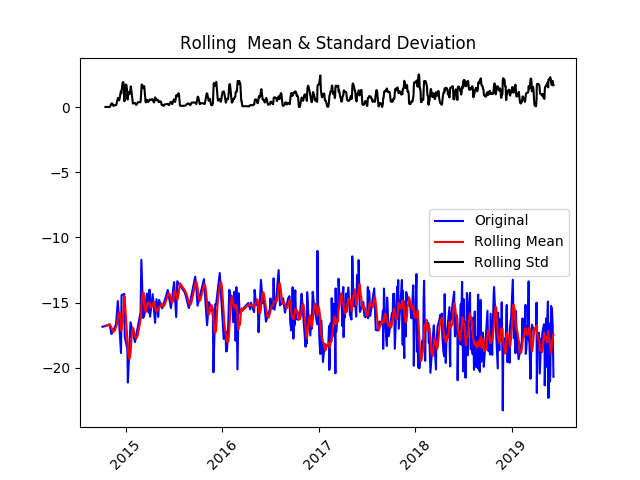 Rolling  Mean & Standard Deviation
0
−5
−10
−15
−20
Original
Rolling Mean
Rolling Std
2015
2016
2017
2018
2019